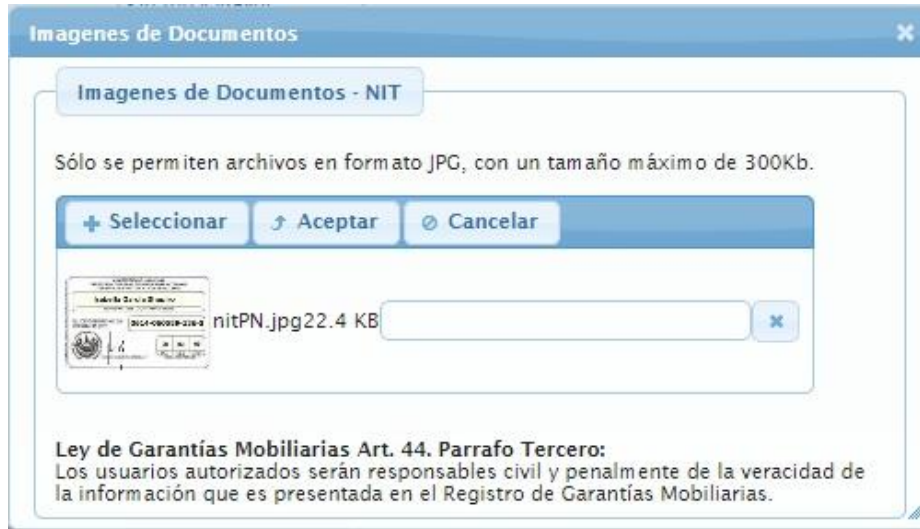 Imagenes de Documentos
Imagenes de Documentos - NIT
Sólo se permiten archivos en formato JPG, con un tamaño máximo de 300Kb.
Seleccionar Aceptar Cancelar
nitPN.jpg22.4 KB
Ley de Garantías Mobiliarias Art. 44. Parrafo Tercero:
Los usuarios autorizados serán responsables civil y penalmente de la veracidad de
la información que es presentada en el Registro de Garantías Mobiliarias.